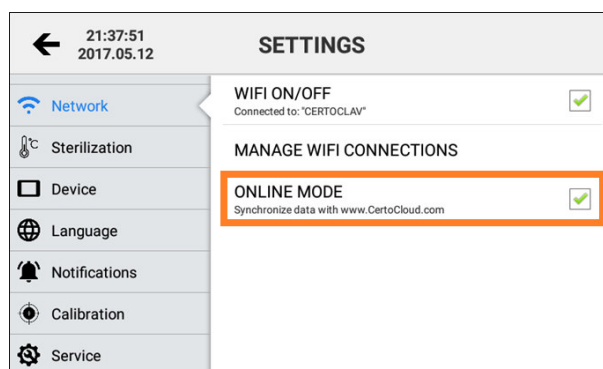 21:37:51
2017.05.12
SETTINGS
Network
°C
Sterilization
Device
Language
Notifications
Calibration
Service
WIFI ON/OFF
Connected to: "CERTOCLAV"
MANAGE WIFI CONNECTIONS
ONLINE MODE
Synchronize data with www.CertoCloud.com